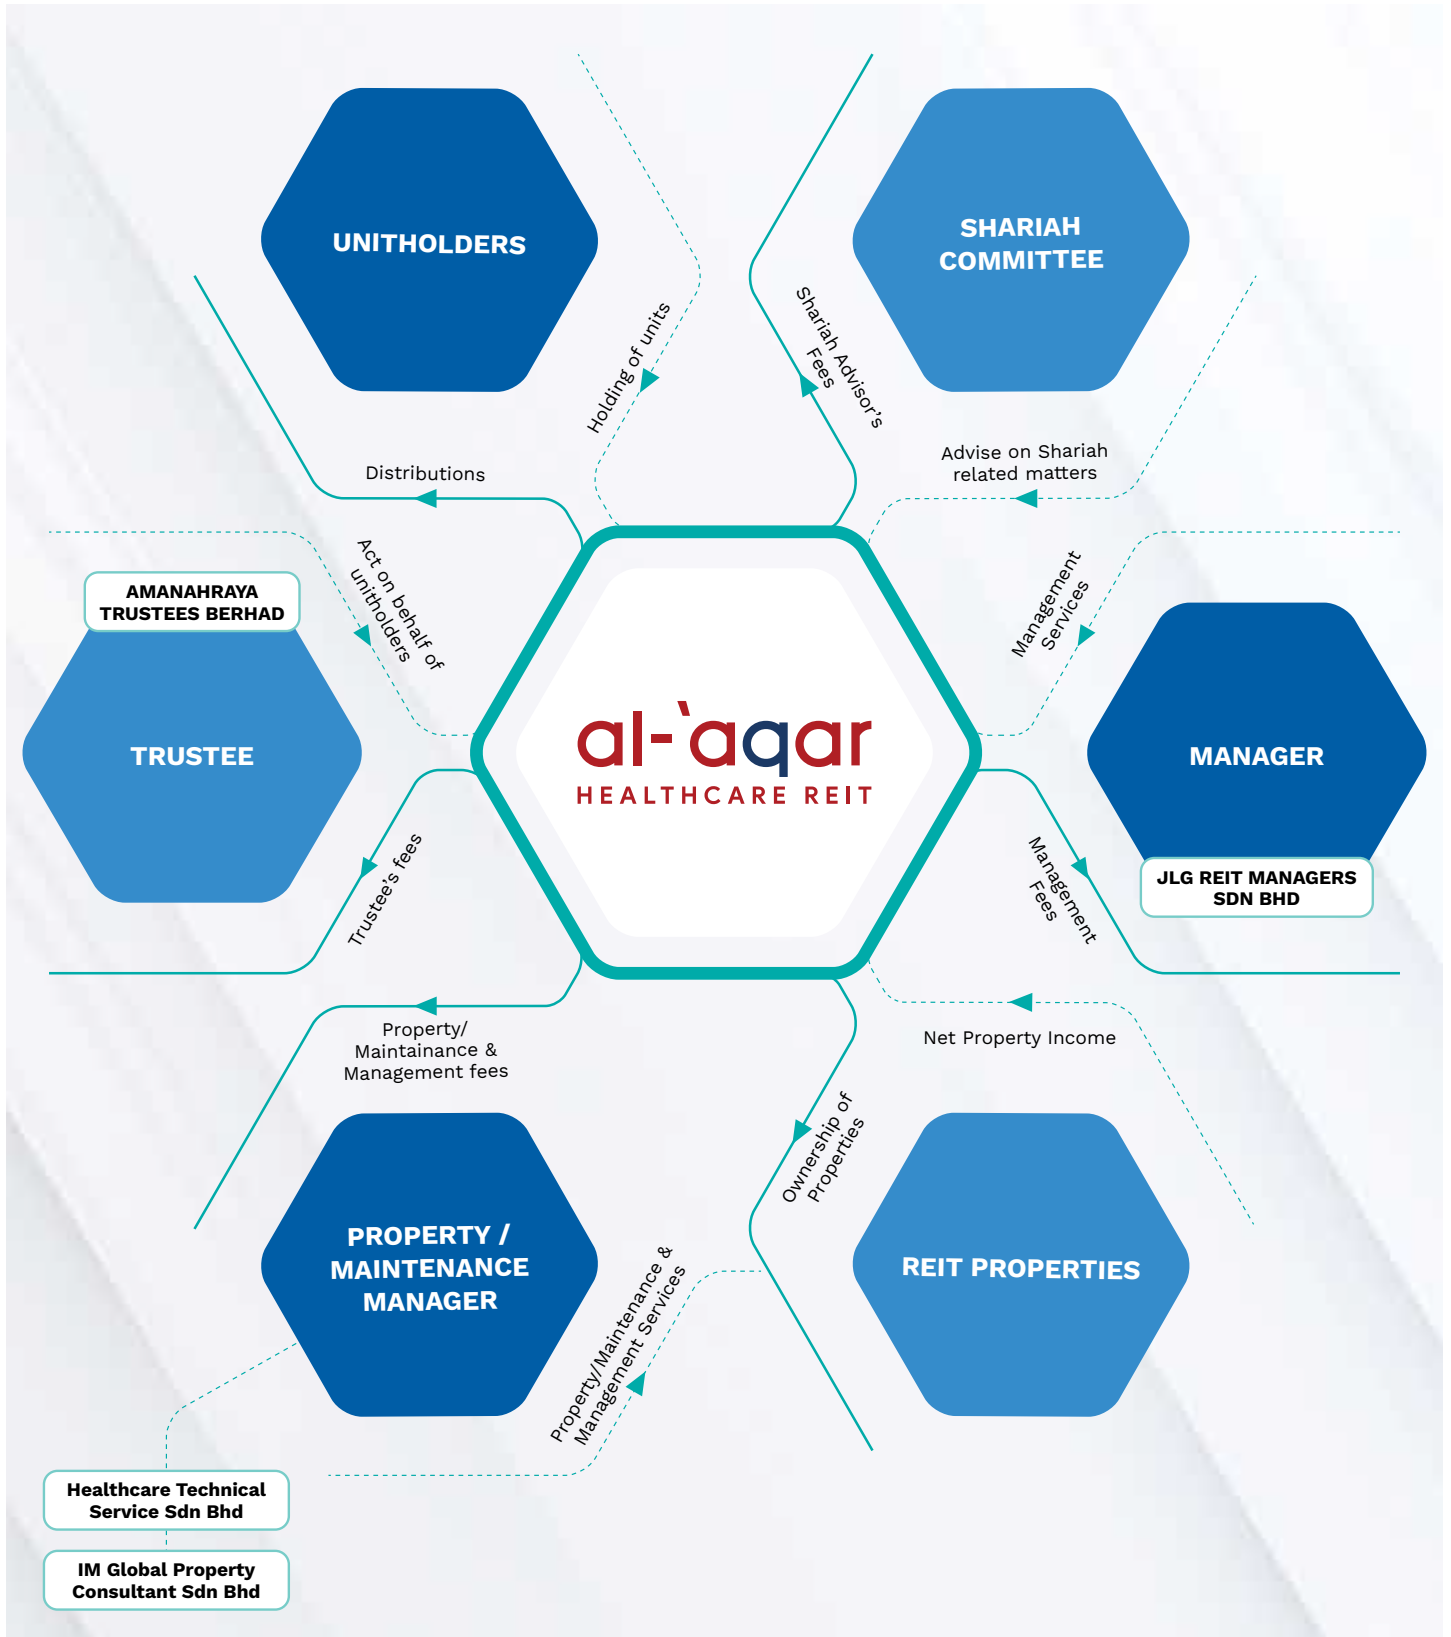 UNITHOLDERS
SHARIAH
COMMITTEE
Holding of units
Shariah Advisor's
Fees
Distributions
Advise on Shariah
related matters
Act on behalf of
unitholders
Management
Services
AMANAHRAYA
TRUSTEES BERHAD
TRUSTEE
al-`aqar
HEALTHCARE REIT
MANAGER
JLG REIT MANAGERS
SDN BHD
Trustee's fees
Management
Fees
Property/
Maintainance &
Management fees
Net Property Income
Ownership of
Properties
PROPERTY /
MAINTENANCE
MANAGER
Property/Maintenance &
Management Services
REIT PROPERTIES
Healthcare Technical
Service Sdn Bhd
IM Global Property
Consultant Sdn Bhd